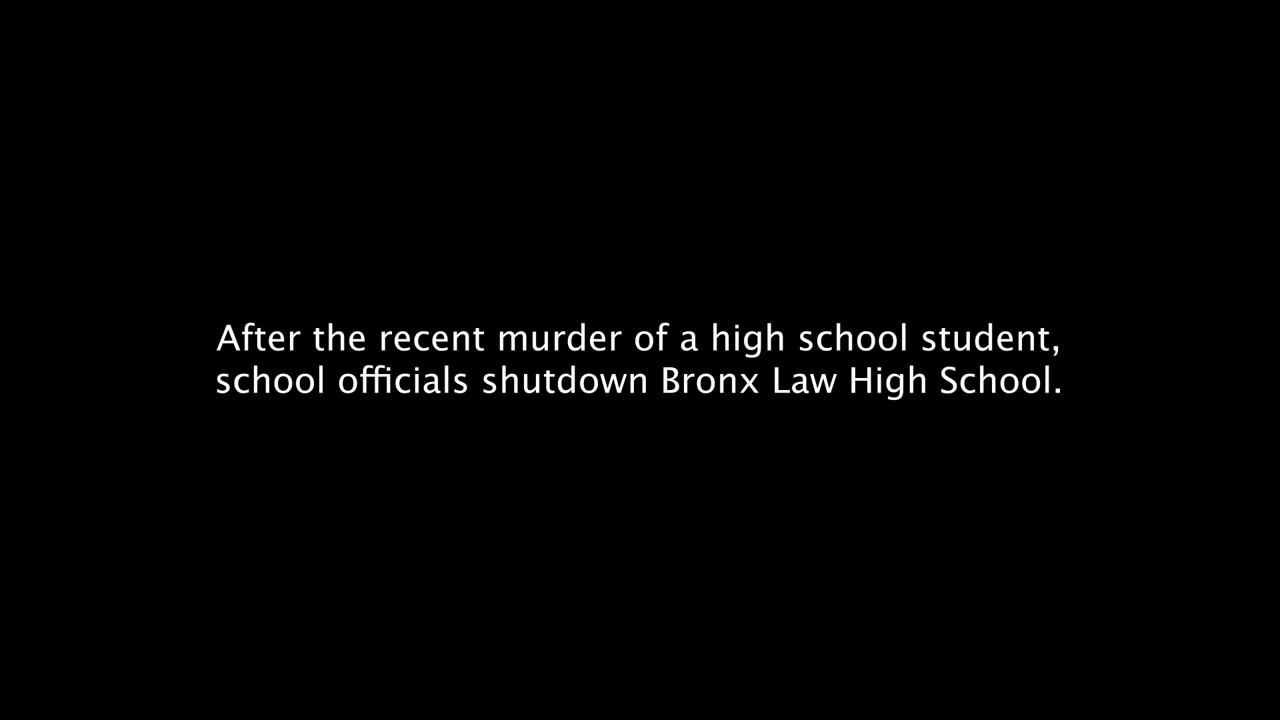 After the recent murder of a high school student,
school officials shutdown Bronx Law High School.